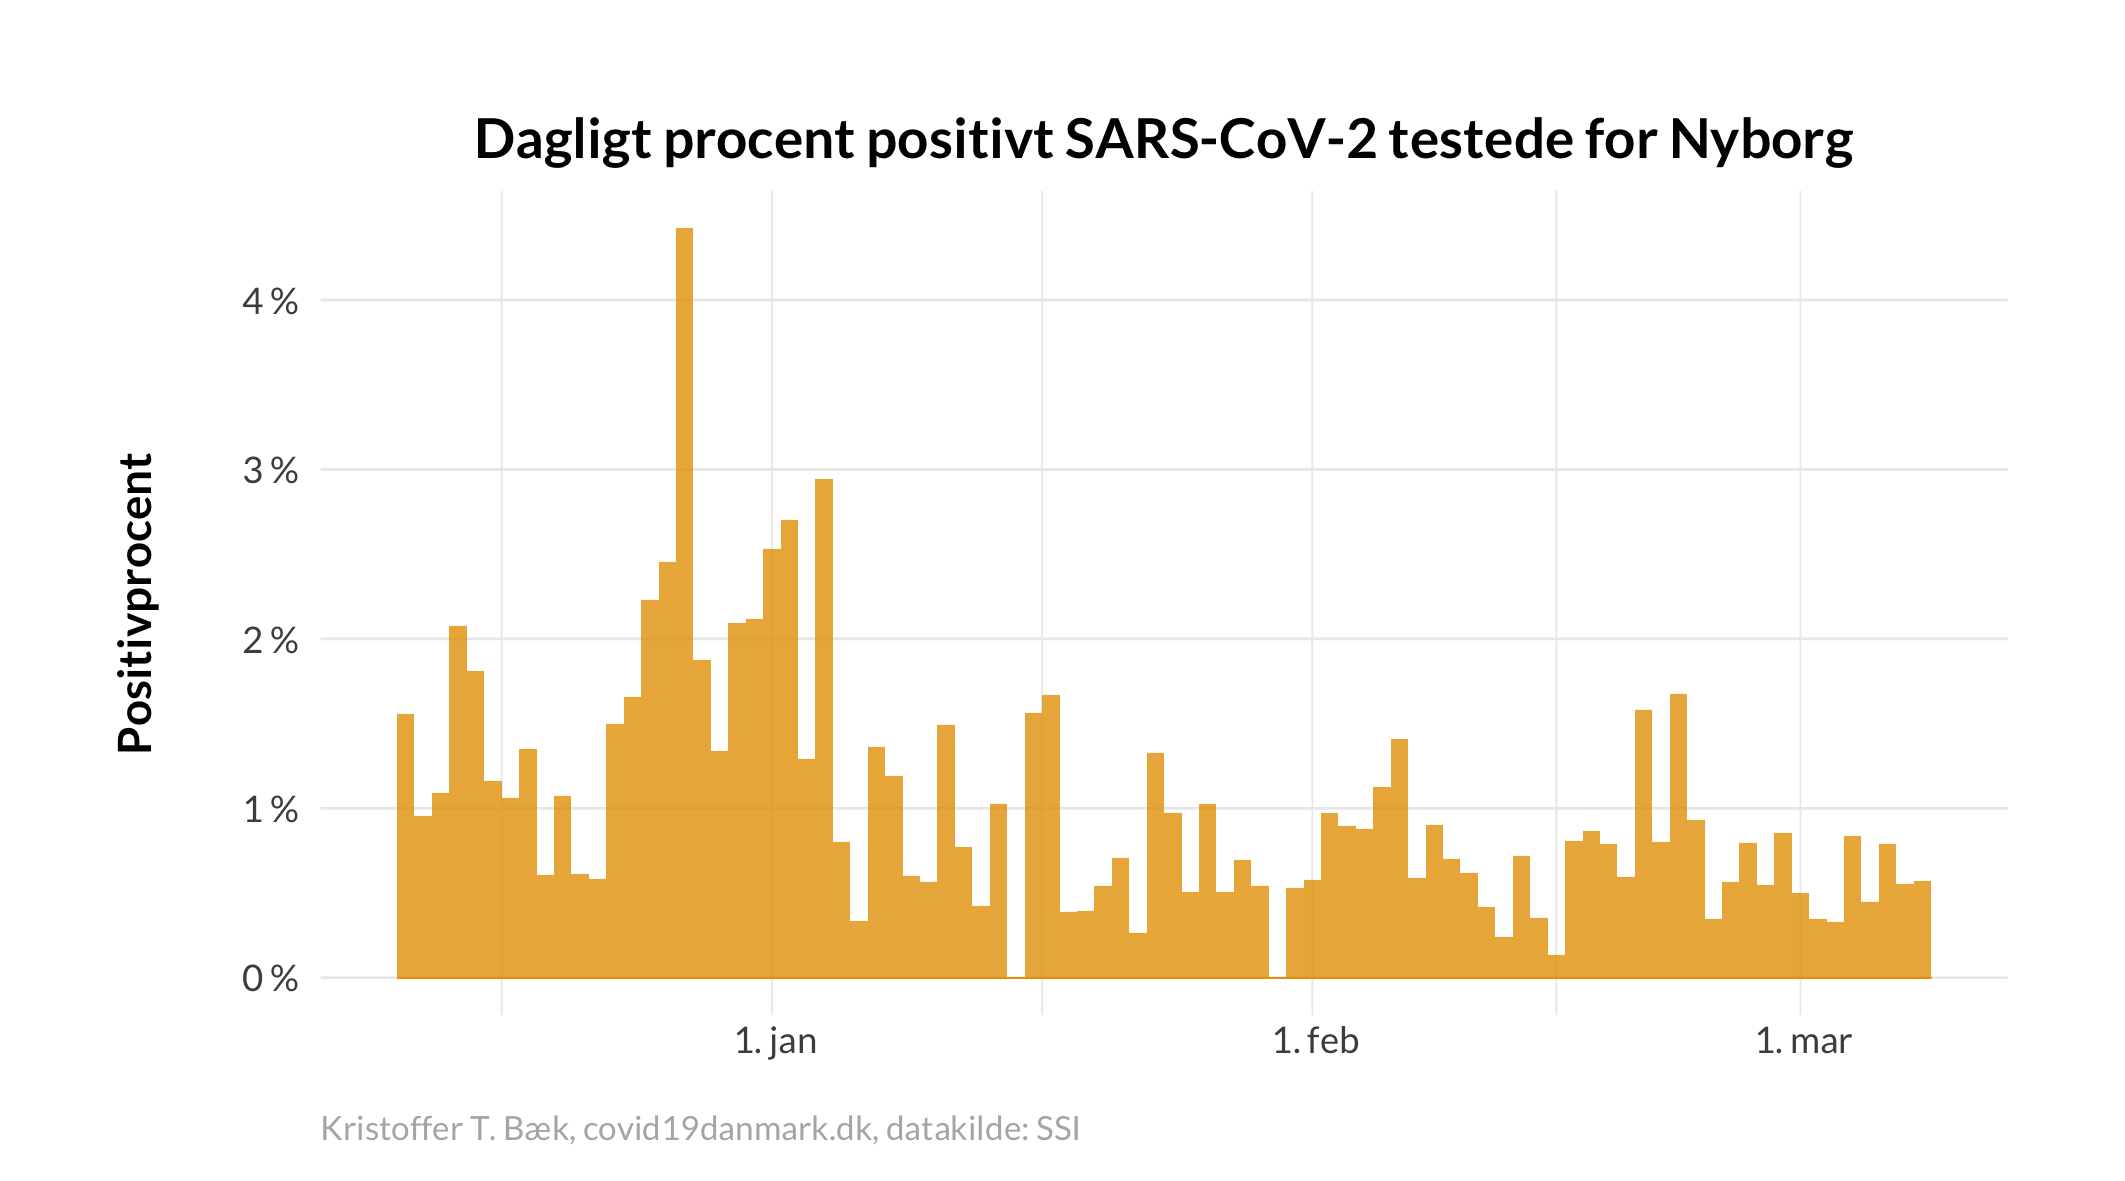 Dagligt procent positivt SARS-CoV-2 testede for Nyborg
Positivprocent
4 %
3 %
2 %
1 %
0 %
1. jan
1. feb
1. mar
Kristoffer T. Bæk, covid19danmark.dk, datakilde: SSI